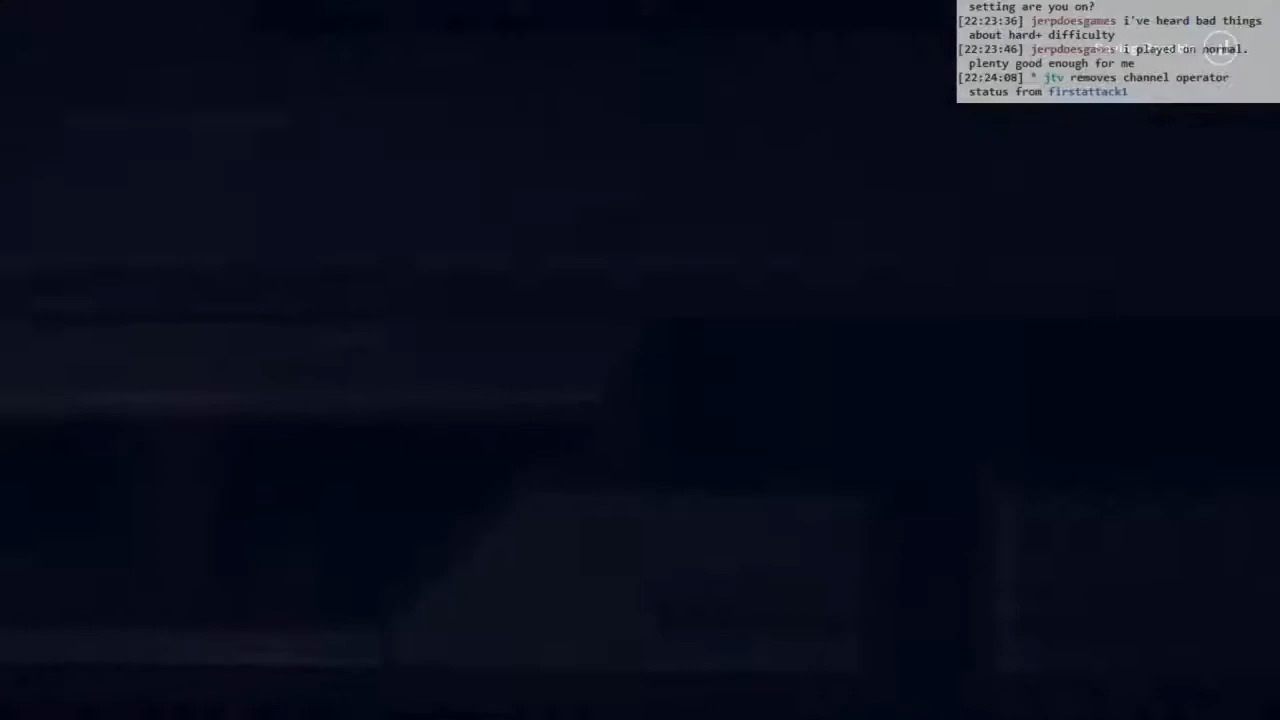 setting are you on?
[22:23:36] jerpdoesgames i've heard bad things
about hard+ difficulty
[22:23:46] jerpdoesgames i played on normal.
plenty good enough for me
[22:24:08] * jtv removes channel operator
status from firstattack1